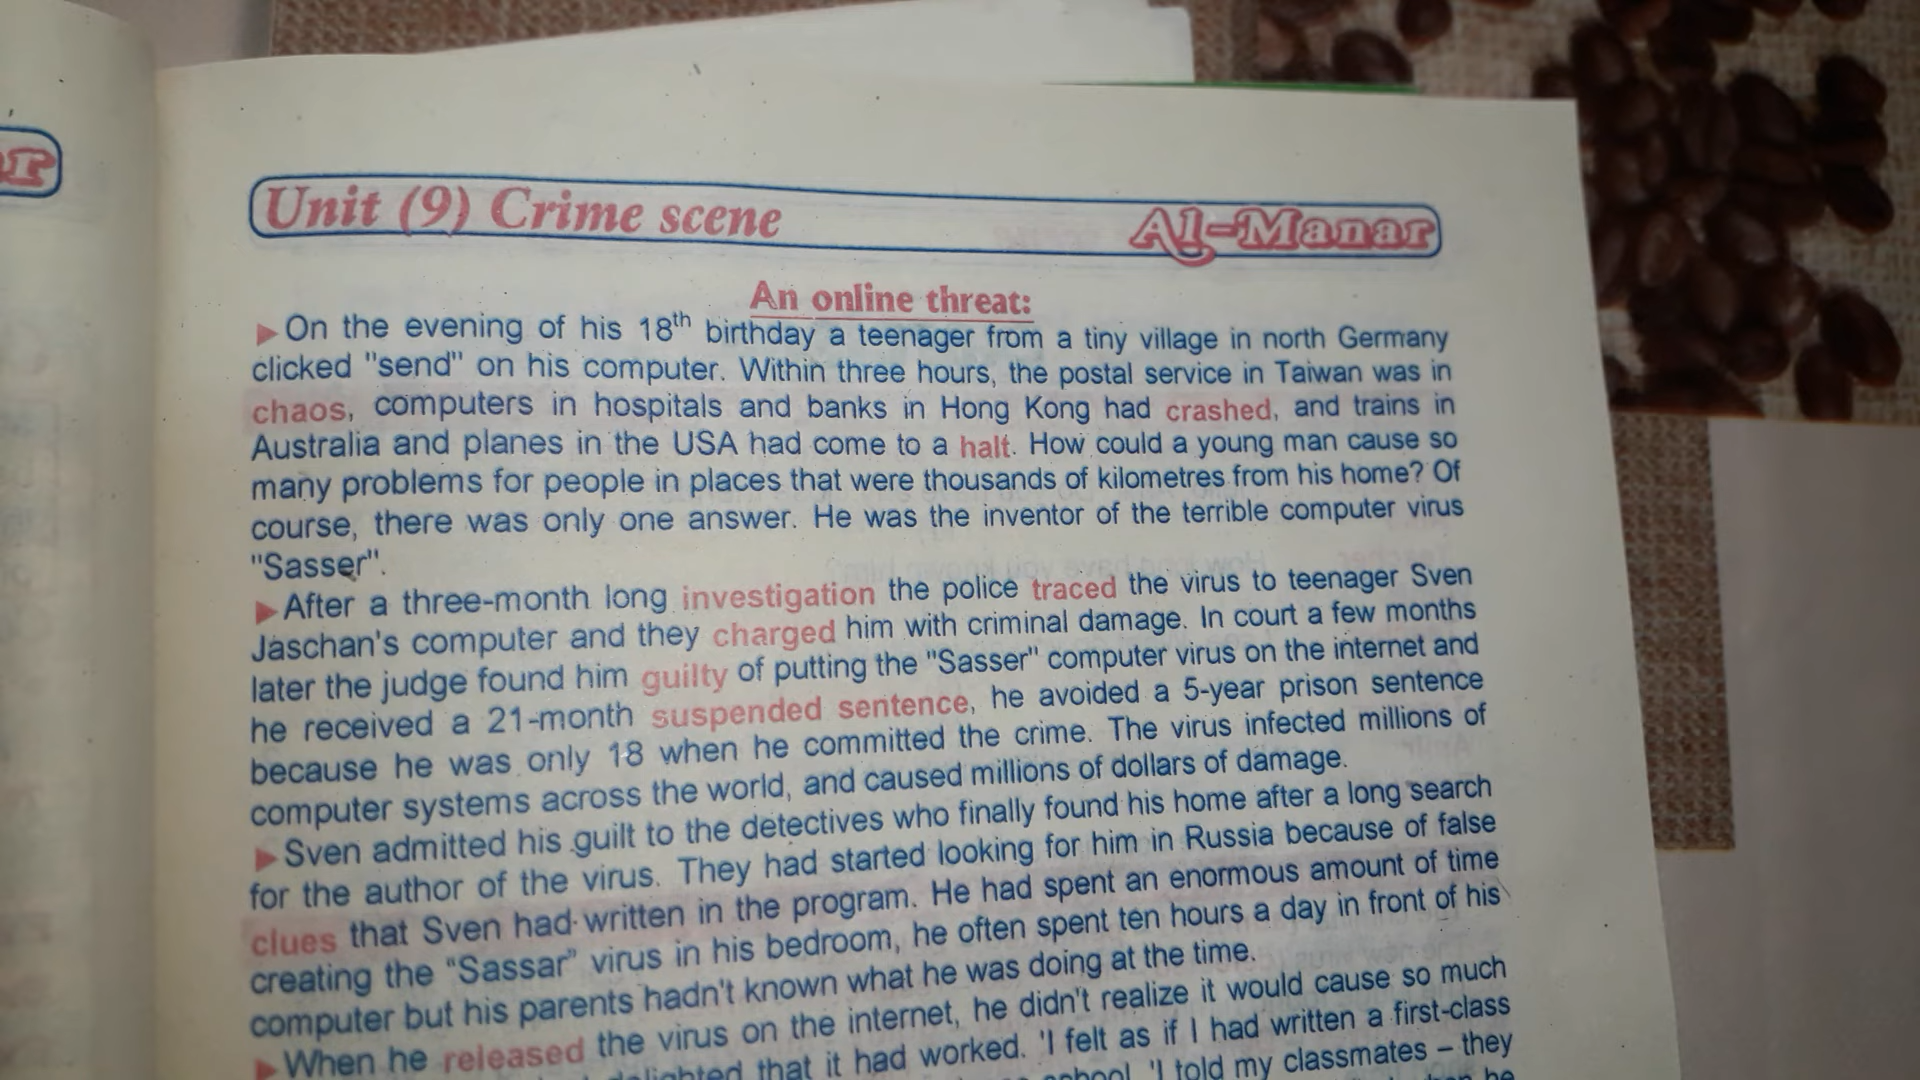 r
Unit (9) Crime scene
Al-Manar
An online threat:
On the evening of his 18th birthday a teenager from a tiny village in north Germany
clicked "send" on his computer. Within three hours, the postal service in Taiwan was in
chaos, computers in hospitals and banks in Hong Kong had crashed, and trains in
Australia and planes in the USA had come to a halt. How could a young man cause so
many problems for people in places that were thousands of kilometres from his home? Of
course, there was only one answer. He was the inventor of the terrible computer virus
"Sasser".
After a three-month long investigation the police traced the virus to teenager Sven
Jaschan's computer and they charged him with criminal damage. In court a few months
later the judge found him guilty of putting the "Sasser" computer virus on the internet and
he received a 21-month suspended sentence, he avoided a 5-year prison sentence
because he was only 18 when he committed the crime. The virus infected millions of
computer systems across the world, and caused millions of dollars of damage.
Sven admitted his guilt to the detectives who finally found his home after a long search
for the author of the virus. They had started looking for him in Russia because of false
clues that Sven had written in the program. He had spent an enormous amount of time
creating the "Sassar" virus in his bedroom, he often spent ten hours a day in front of his
computer but his parents hadn't known what he was doing at the time.
When he released the virus on the internet, he didn't realize it would cause so much
delighted that it had worked. 'I felt as if I had written a first-class
school. 'I told my classmates – they
he